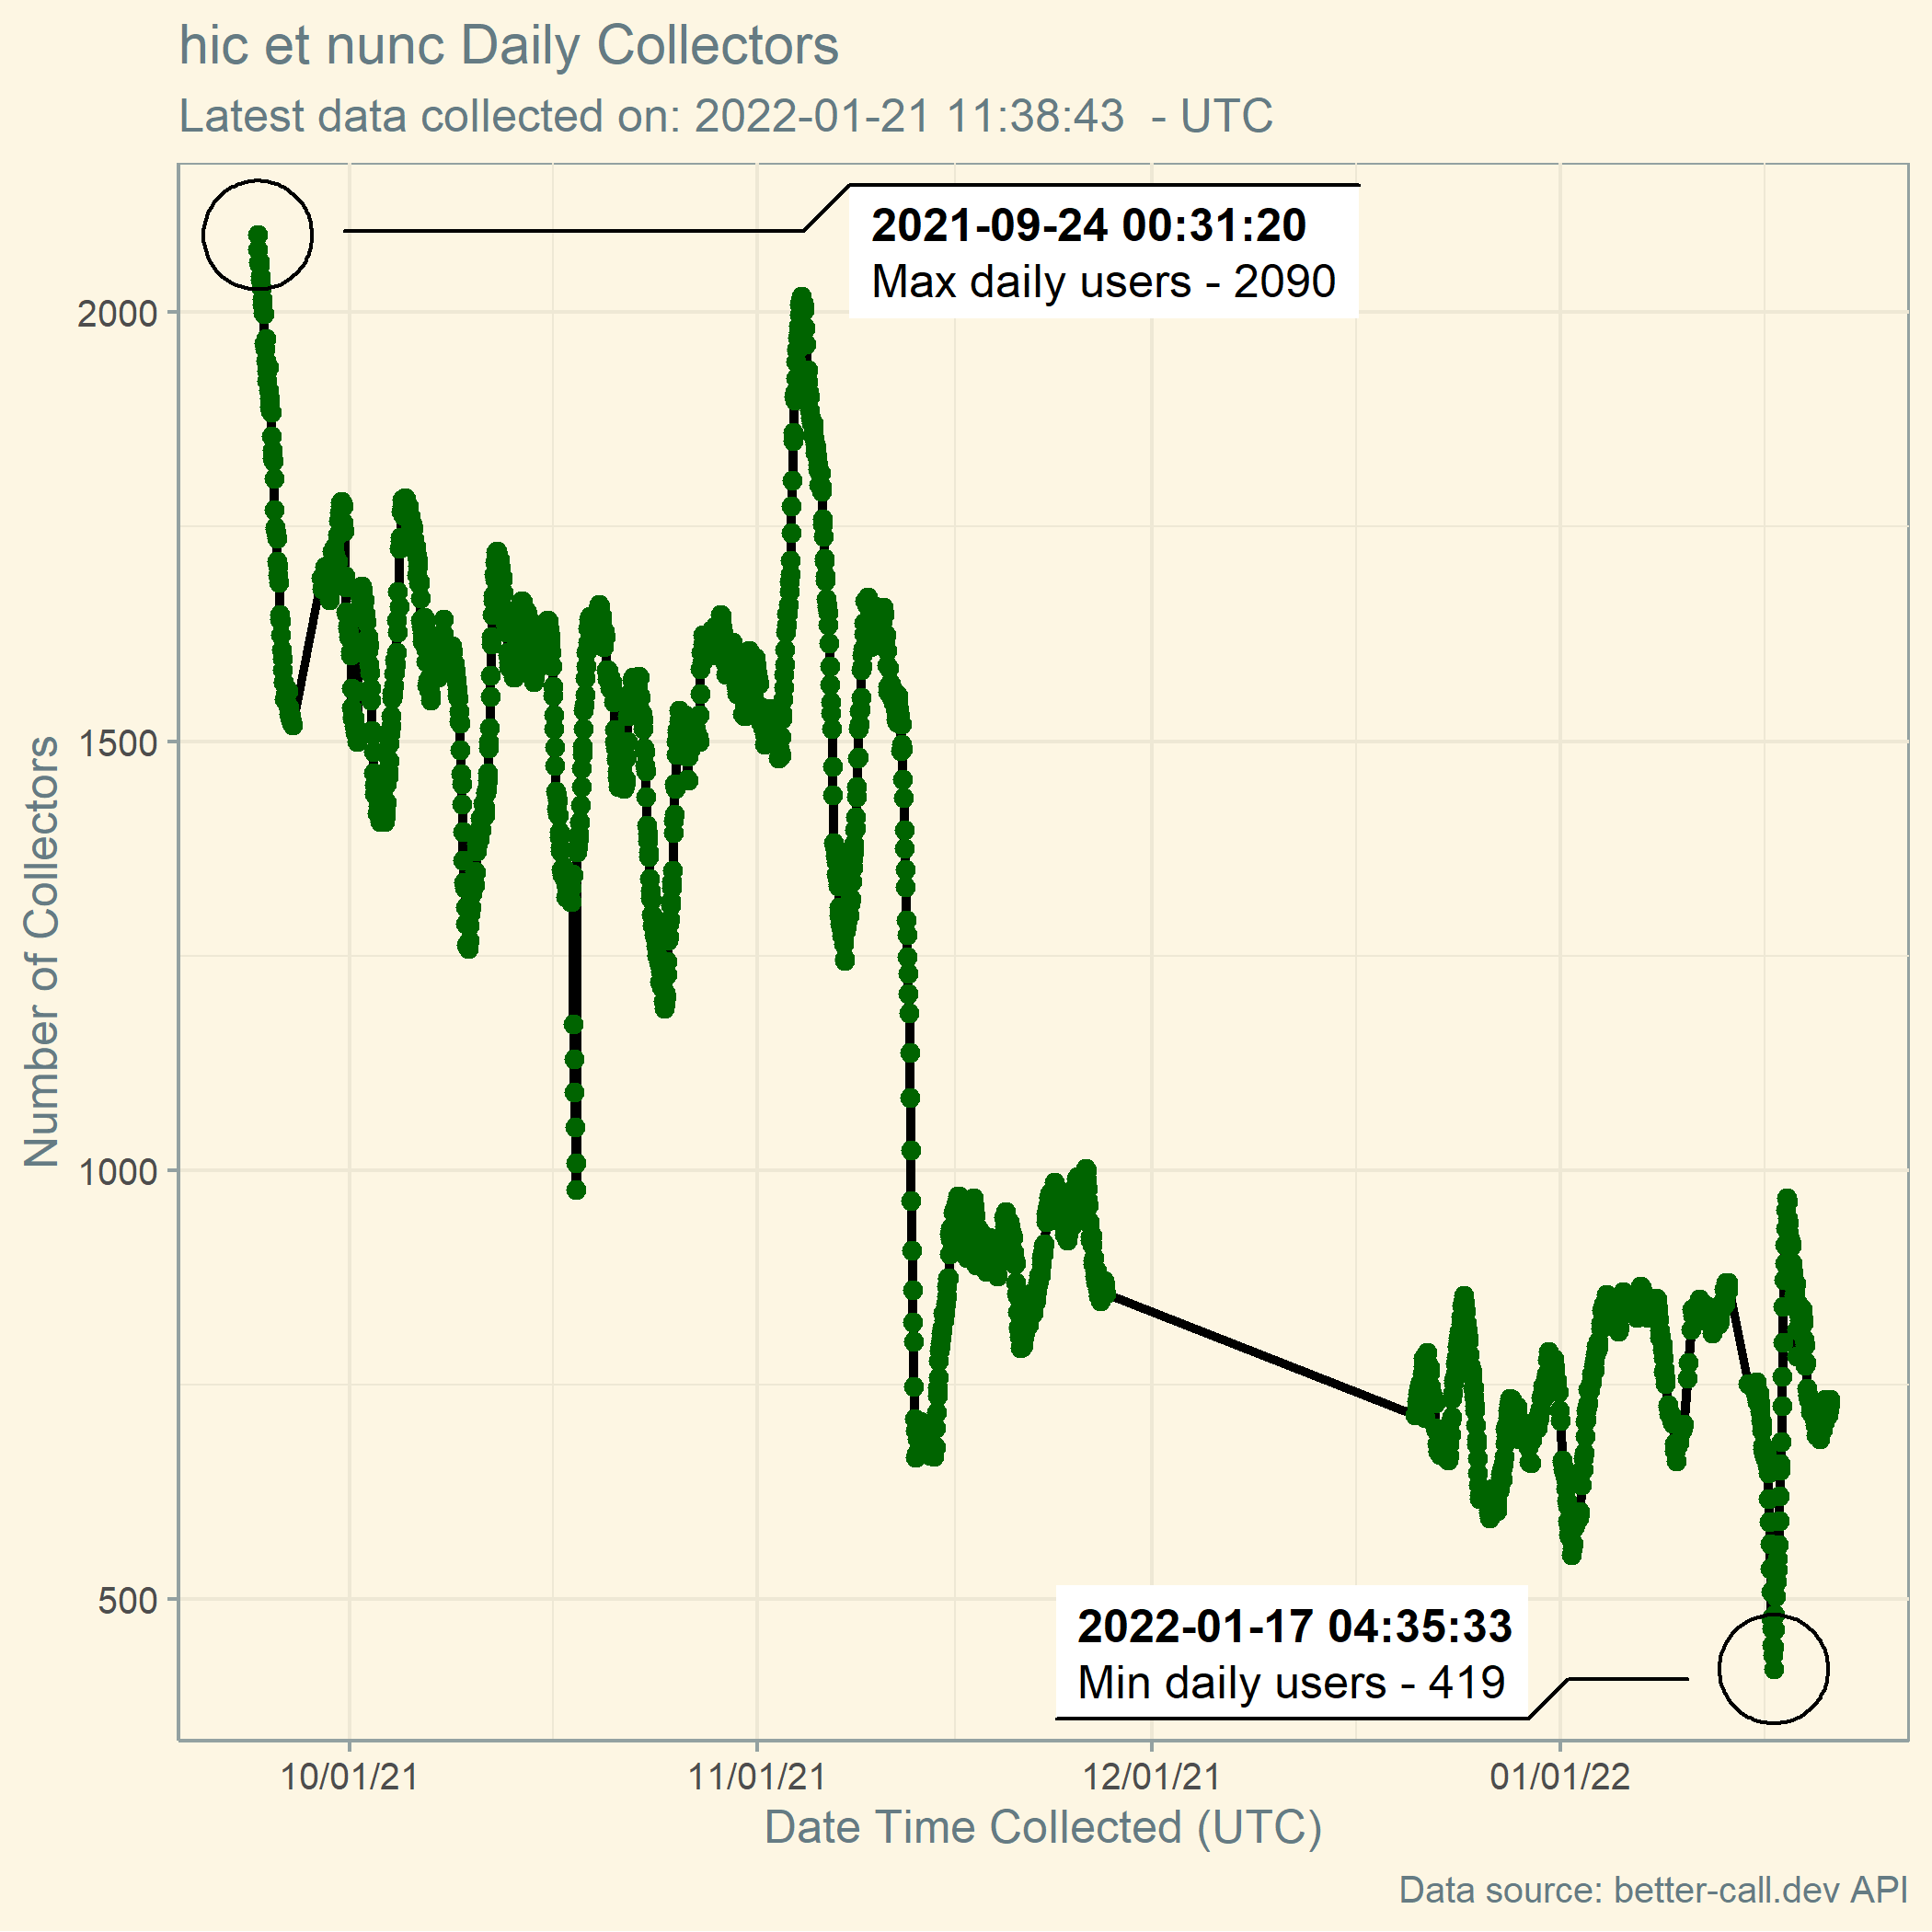 hic et nunc Daily Collectors
Latest data collected on: 2022-01-21 11:38:43  - UTC
2021-09-24 00:31:20
Max daily users - 2090
2000
1500
1000
500
Number of Collectors
2022-01-17 04:35:33
Min daily users - 419
10/01/21
11/01/21
12/01/21
01/01/22
Date Time Collected (UTC)
Data source: better-call.dev API